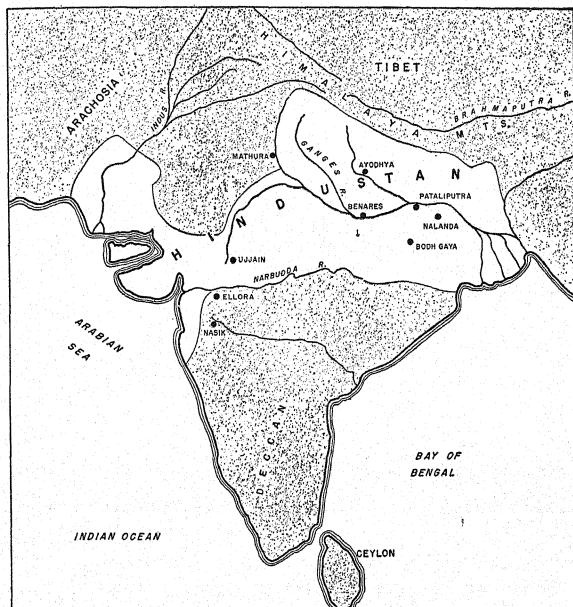 HIMALAYA MTS.
TIBET
ARACHOSIA
INDUS R.
BRAHMAPUTRA R.
MATHURA
GANGES R.
AYODHYA
HINDUSTAN
PATALIPUTRA
BENARES
NALANDA
BODH GAYA
UJJAIN
NARBUDDA R.
ELLORA
NASIK
ARABIAN
SEA
DECCAN
BAY OF
BENGAL
INDIAN OCEAN
CEYLON